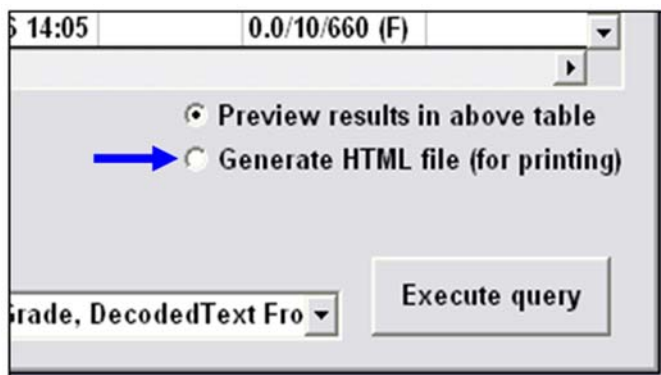 14:05 0.0/10/660 (F)
Preview results in above table
Generate HTML file (for printing)
Execute query
Grade, DecodedText Fro